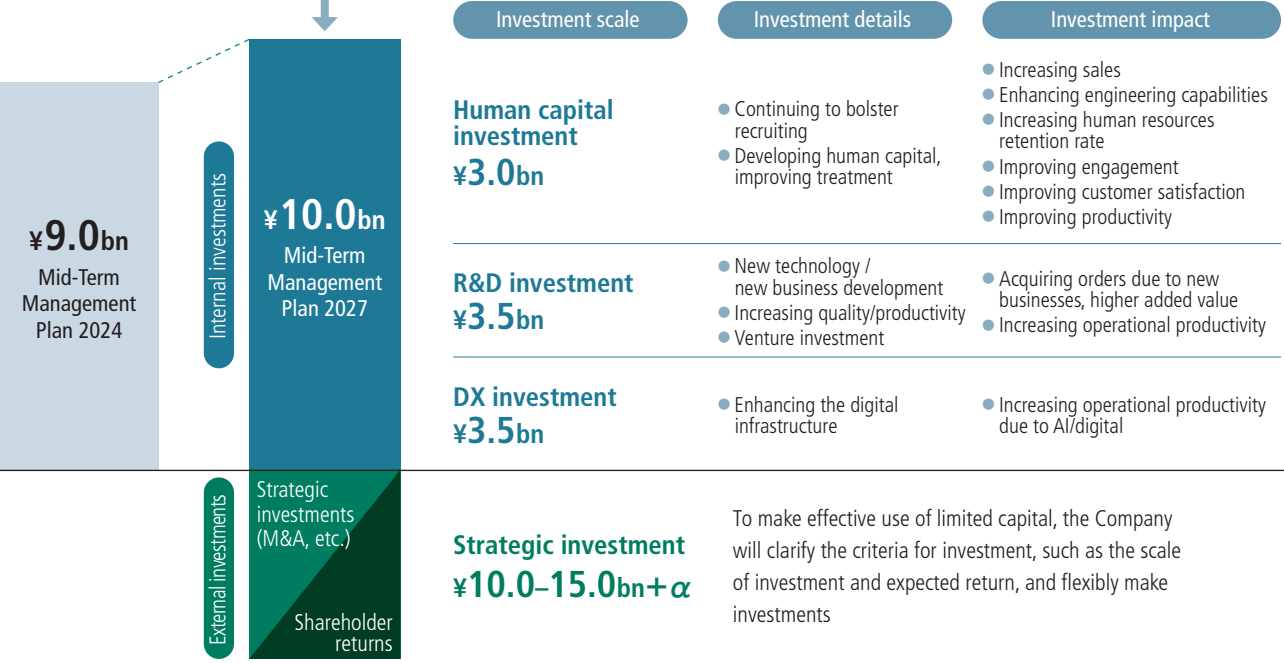 Investment scale
Investment details
Investment impact
¥9.0bn
Mid-Term
Management
Plan 2024
Internal investments
¥10.0bn
Mid-Term
Management
Plan 2027
Human capital
investment
¥3.0bn
● Continuing to bolster
recruiting
● Developing human capital,
improving treatment
● Increasing sales
● Enhancing engineering capabilities
● Increasing human resources
retention rate
● Improving engagement
● Improving customer satisfaction
● Improving productivity
R&D investment
¥3.5bn
● New technology /
new business development
● Increasing quality/productivity
● Venture investment
● Acquiring orders due to new
businesses, higher added value
● Increasing operational productivity
DX investment
¥3.5bn
● Enhancing the digital
infrastructure
● Increasing operational productivity
due to AI/digital
External investments
Strategic
investments
(M&A, etc.)
Shareholder
returns
Strategic investment
¥10.0–15.0bn+α
To make effective use of limited capital, the Company
will clarify the criteria for investment, such as the scale
of investment and expected return, and flexibly make
investments